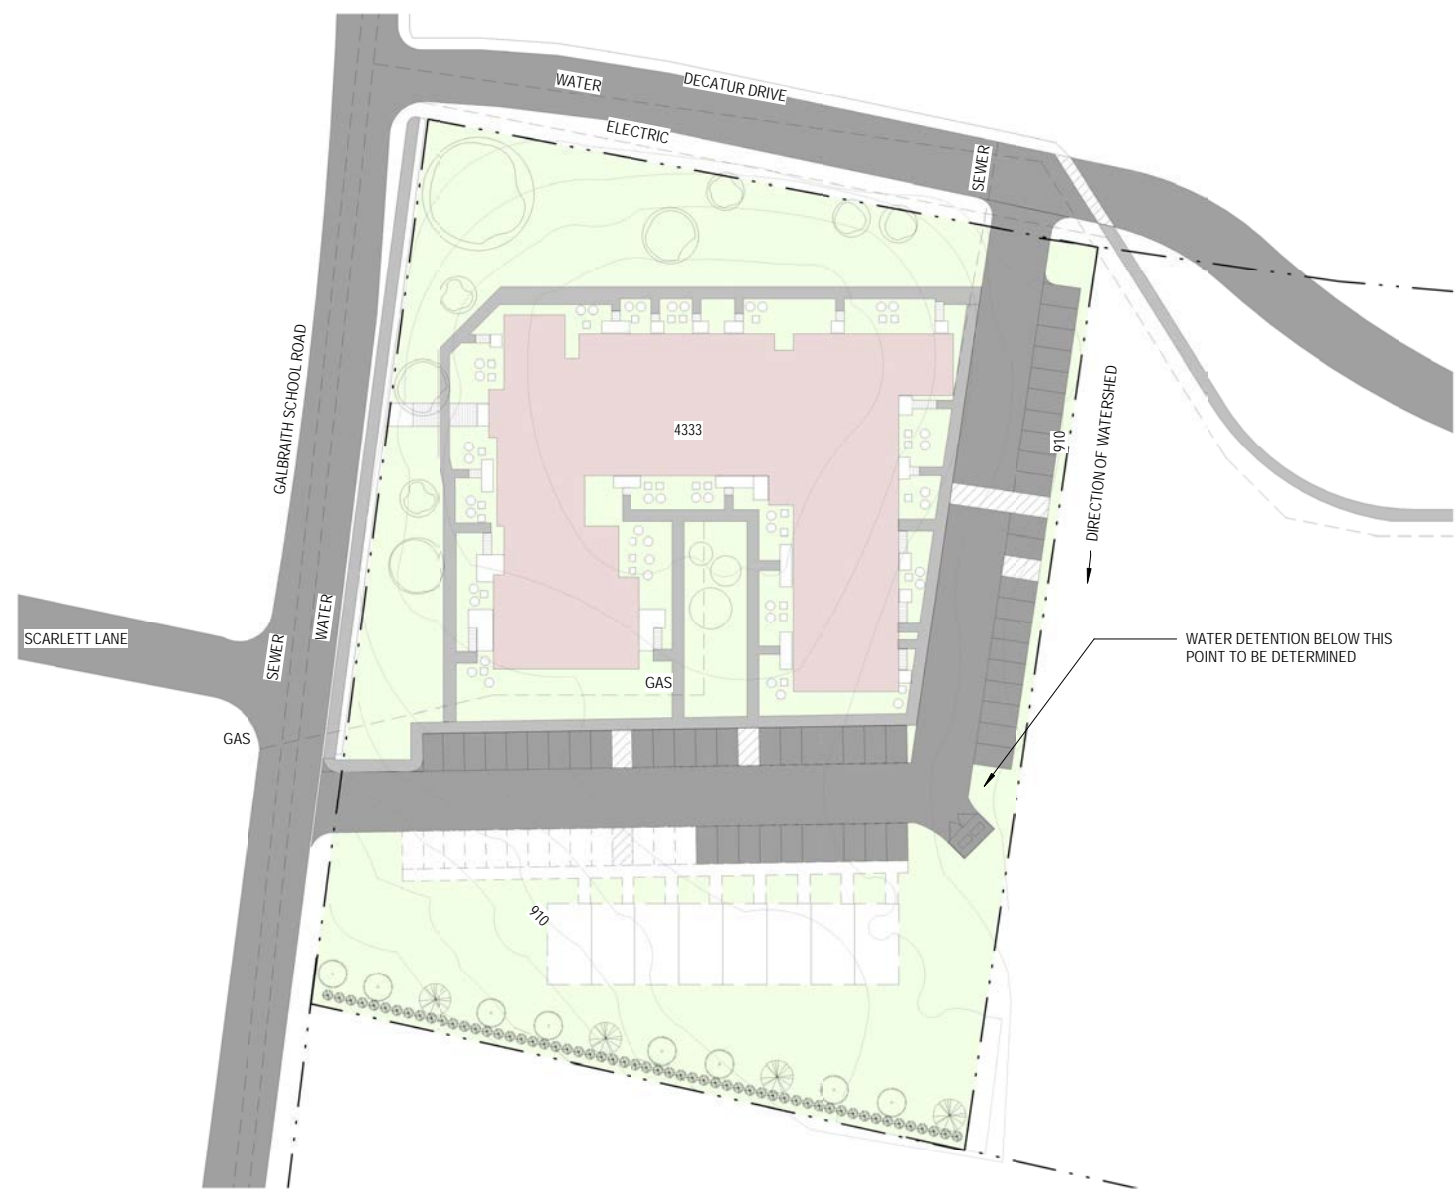 DECATUR DRIVE
WATER
ELECTRIC
SEWER
GALBRAITH SCHOOL ROAD
4333
910
DIRECTION OF WATERSHED
WATER
SCARLETT LANE
SEWER
WATER DETENTION BELOW THIS
POINT TO BE DETERMINED
GAS
GAS
910